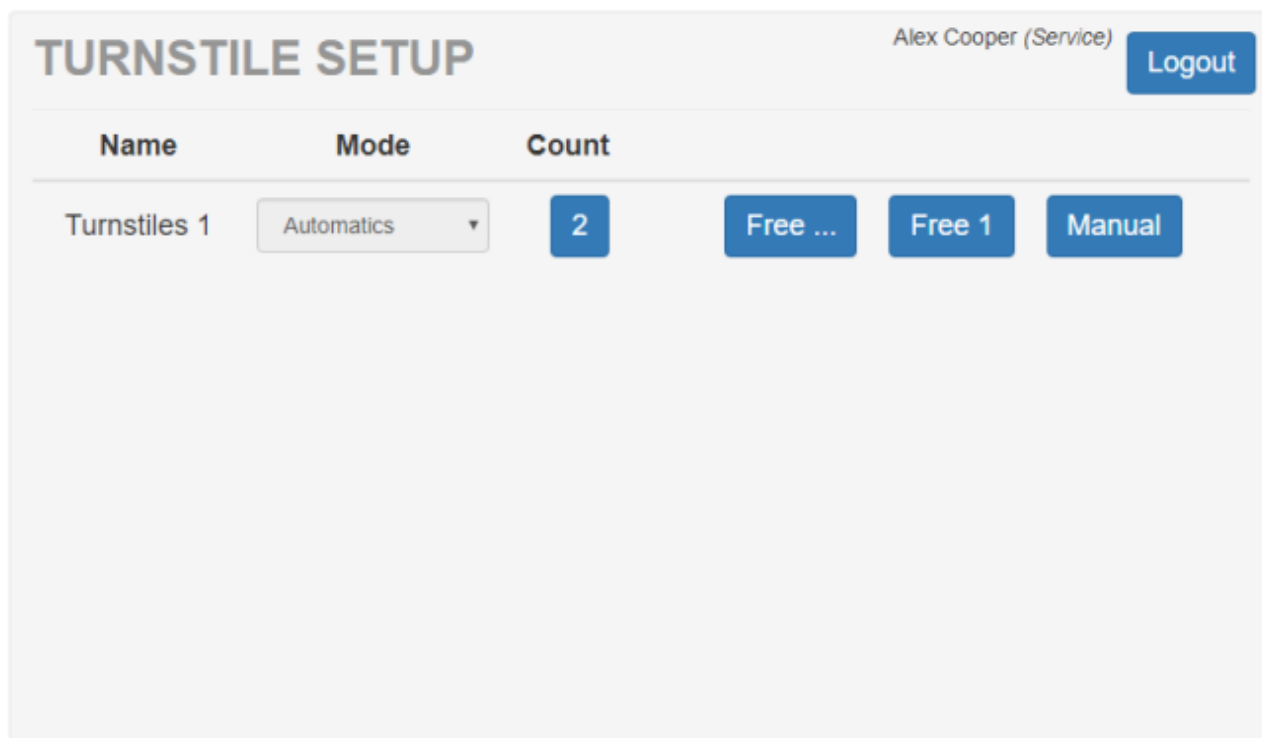 TURNSTILE SETUP
Alex Cooper (Service)
Logout
Name Mode Count
Turnstiles 1 Automatics 2 Free ... Free 1 Manual